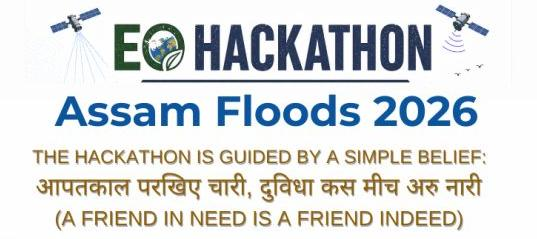 EO HACKATHON
Assam Floods 2026
THE HACKATHON IS GUIDED BY A SIMPLE BELIEF:
आपतकाल परखिए चारी, दुविधा कस मीच अरु नारी
(A FRIEND IN NEED IS A FRIEND INDEED)